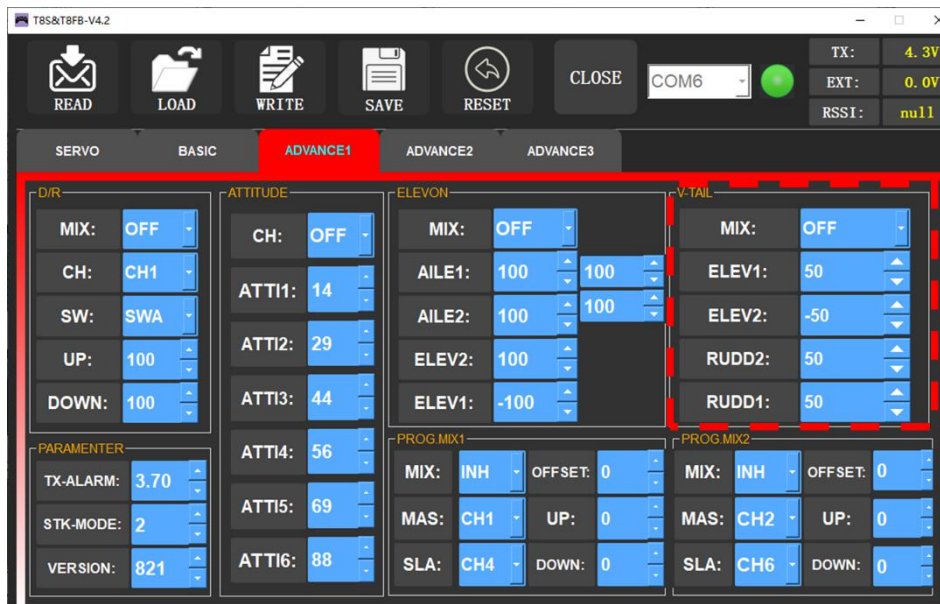 T8S&T8FB-V4.2
READ LOAD WRITE SAVE RESET CLOSE COM6
TX: 4.3V
EXT: 0.0V
RSSI: null
SERVO BASIC ADVANCE1 ADVANCE2 ADVANCE3
D/R
MIX: OFF
CH: CH1
SW: SWA
UP: 100
DOWN: 100
PARAMENTER
TX-ALARM: 3.70
STK-MODE: 2
VERSION: 821
ATTITUDE
CH: OFF
ATTI1: 14
ATTI2: 29
ATTI3: 44
ATTI4: 56
ATTI5: 69
ATTI6: 88
ELEVON
MIX: OFF
AILE1: 100 100
AILE2: 100 100
ELEV2: 100
ELEV1: -100
V-TAIL
MIX: OFF
ELEV1: 50
ELEV2: -50
RUDD2: 50
RUDD1: 50
PROG.MIX1
MIX: INH OFFSET: 0
MAS: CH1 UP: 0
SLA: CH4 DOWN: 0
PROG.MIX2
MIX: INH OFFSET: 0
MAS: CH2 UP: 0
SLA: CH6 DOWN: 0